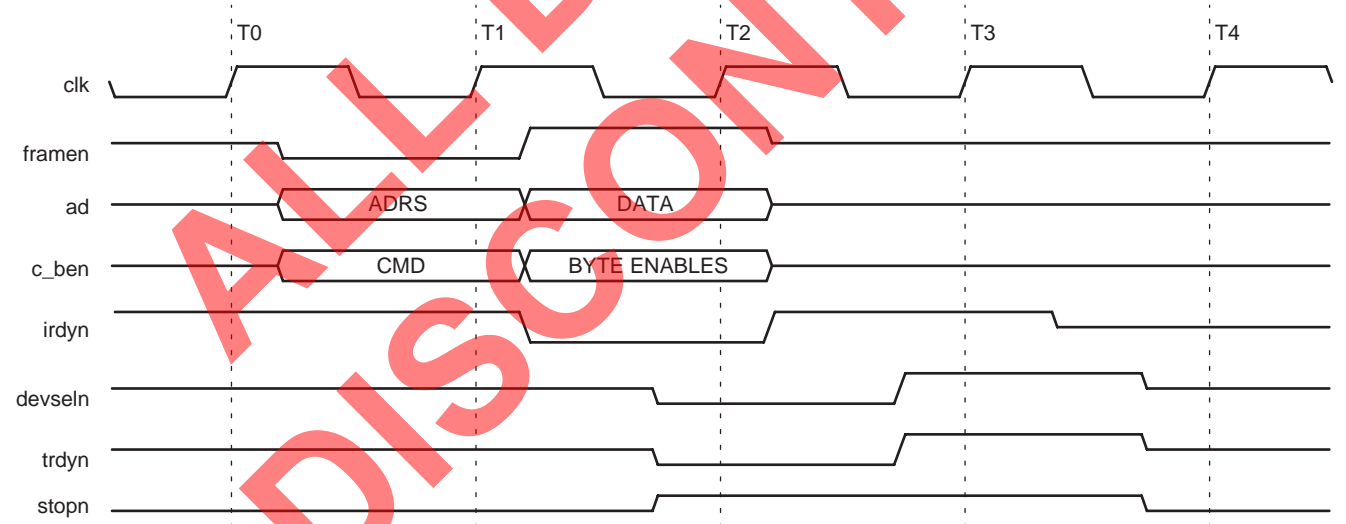 T0 T1 T2 T3 T4
clk
framen
ad ADRS DATA
c_ben CMD BYTE ENABLES
irdyn
devseln
trdyn
stopn
ALL D
DISCONT